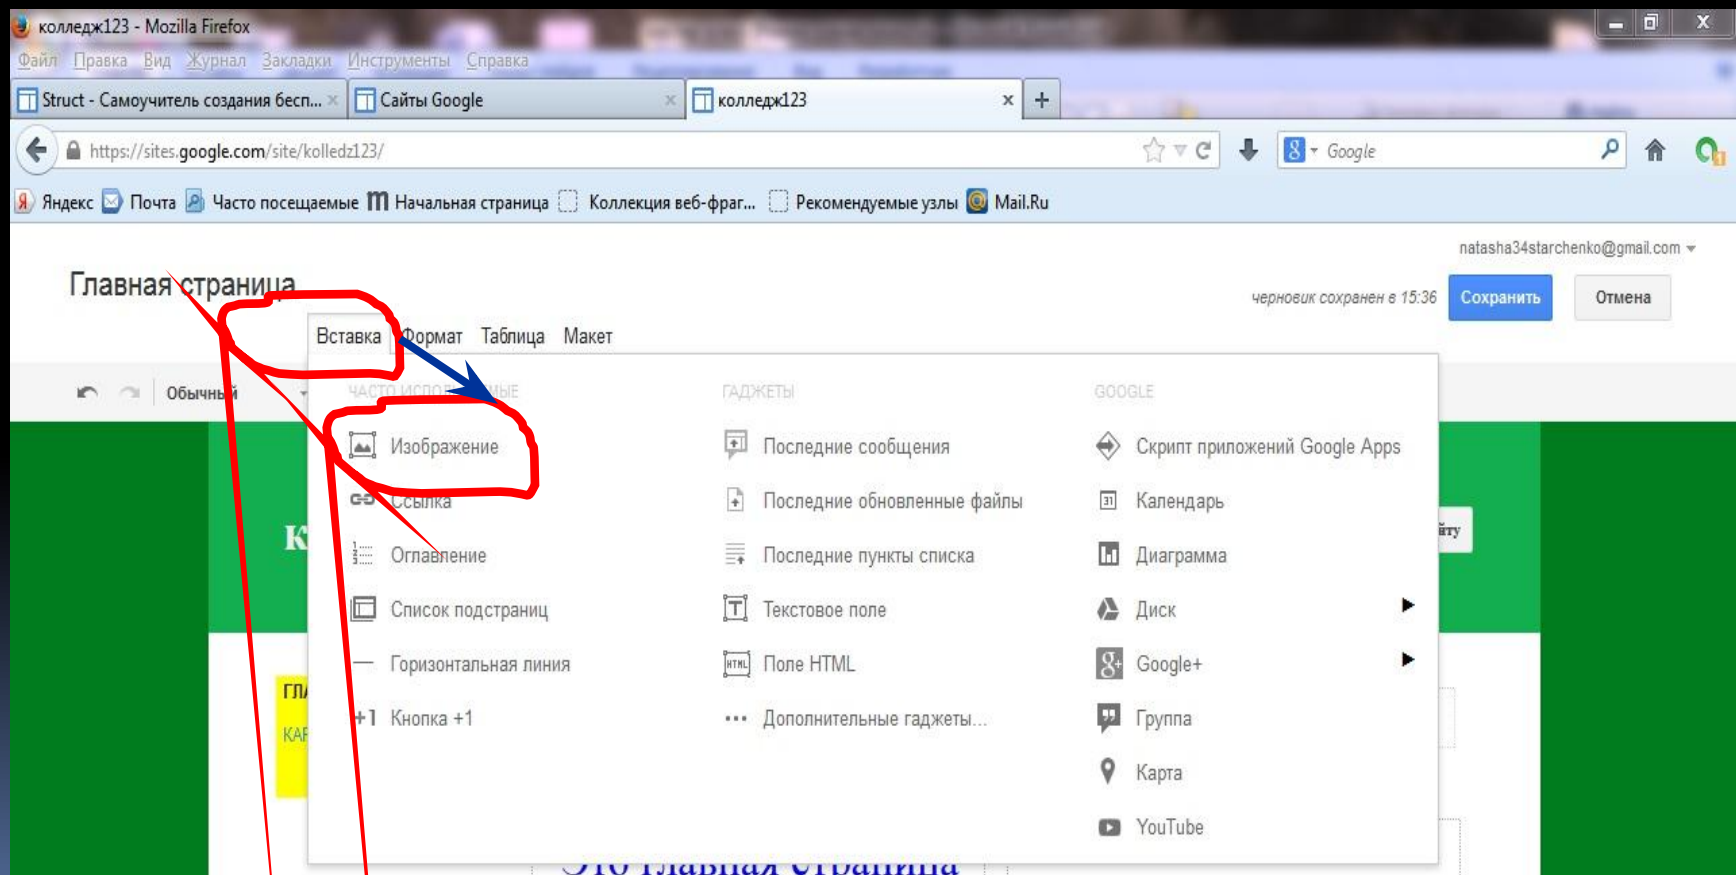 колледж123 - Mozilla Firefox
Файл Правка Вид Журнал Закладки Инструменты Справка
Struct - Самоучитель создания бесп... Сайты Google колледж123
https://sites.google.com/site/kolledz123/ Google
Яндекс Почта Часто посещаемые Начальная страница Коллекция веб-фраг... Рекомендуемые узлы Mail.Ru
natasha34starchenko@gmail.com
Главная страница
черновик сохранен в 15:36 Сохранить Отмена
Вставка Формат Таблица Макет
Обычный
ЧАСТО ИСПОЛЬЗУЕМЫЕ ГАДЖЕТЫ GOOGLE
Изображение Последние сообщения Скрипт приложений Google Apps
Ссылка Последние обновленные файлы Календарь
Оглавление Последние пункты списка Диаграмма
Список подстраниц Текстовое поле Диск
Горизонтальная линия Поле HTML Google+
+1 Кнопка +1 Дополнительные гаджеты... Группа
Карта
YouTube
Это главная страница